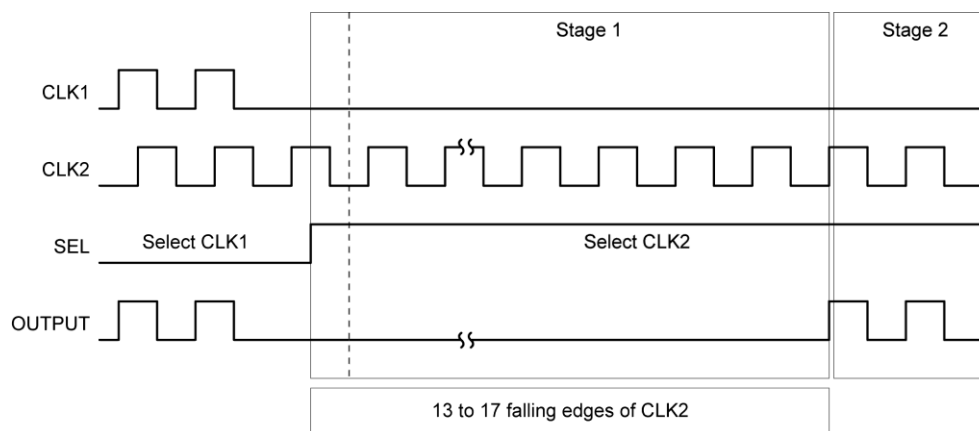 Stage 1
Stage 2
CLK1
CLK2
SEL
Select CLK1
Select CLK2
OUTPUT
13 to 17 falling edges of CLK2